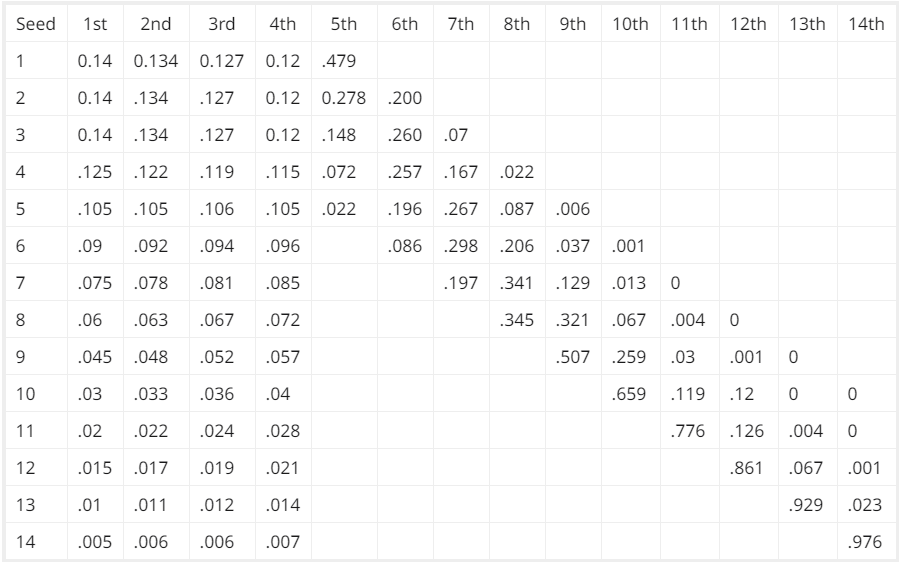 Seed 1st 2nd 3rd 4th 5th 6th 7th 8th 9th 10th 11th 12th 13th 14th
1 0.14 0.134 0.127 0.12 .479
2 0.14 .134 .127 0.12 0.278 .200
3 0.14 .134 .127 0.12 .148 .260 .07
4 .125 .122 .119 .115 .072 .257 .167 .022
5 .105 .105 .106 .105 .022 .196 .267 .087 .006
6 .09 .092 .094 .096 .086 .298 .206 .037 .001
7 .075 .078 .081 .085 .197 .341 .129 .013 0
8 .06 .063 .067 .072 .345 .321 .067 .004 0
9 .045 .048 .052 .057 .507 .259 .03 .001 0
10 .03 .033 .036 .04 .659 .119 .12 0 0
11 .02 .022 .024 .028 .776 .126 .004 0
12 .015 .017 .019 .021 .861 .067 .001
13 .01 .011 .012 .014 .929 .023
14 .005 .006 .006 .007 .976